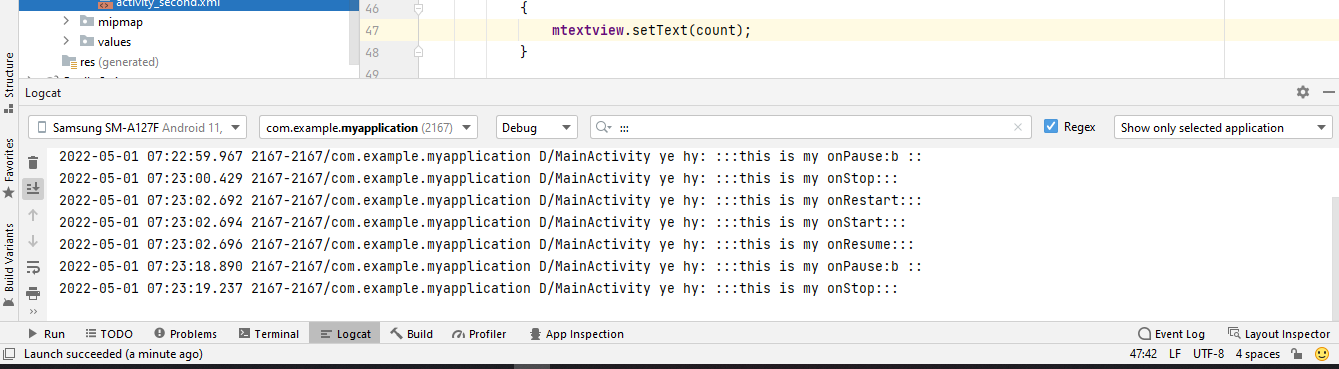 activity_second.xml
mipmap
values
res (generated)
46 {
47 mtextview.setText(count);
48 }
49
Structure
Favorites
Build Variants
Logcat
Samsung SM-A127F Android 11, com.example.myapplication (2167) Debug ::: Regex Show only selected application
2022-05-01 07:22:59.967 2167-2167/com.example.myapplication D/MainActivity ye hy: :::this is my onPause:b ::
2022-05-01 07:23:00.429 2167-2167/com.example.myapplication D/MainActivity ye hy: :::this is my onStop:::
2022-05-01 07:23:02.692 2167-2167/com.example.myapplication D/MainActivity ye hy: :::this is my onRestart:::
2022-05-01 07:23:02.694 2167-2167/com.example.myapplication D/MainActivity ye hy: :::this is my onStart:::
2022-05-01 07:23:02.696 2167-2167/com.example.myapplication D/MainActivity ye hy: :::this is my onResume:::
2022-05-01 07:23:18.890 2167-2167/com.example.myapplication D/MainActivity ye hy: :::this is my onPause:b ::
2022-05-01 07:23:19.237 2167-2167/com.example.myapplication D/MainActivity ye hy: :::this is my onStop:::
Run TODO Problems Terminal Logcat Build Profiler App Inspection Event Log Layout Inspector
Launch succeeded (a minute ago) 47:42 LF UTF-8 4 spaces